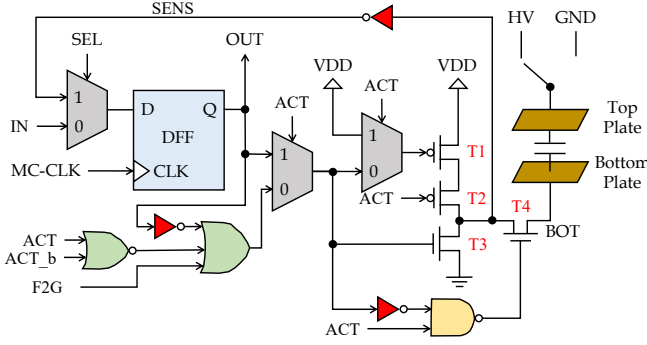 SENS
HV
GND
SEL
OUT
VDD
VDD
ACT
ACT
1
0
IN
D
Q
DFF
CLK
MC-CLK
1
0
1
0
T1
ACT
T2
T3
T4
BOT
Top
Plate
Bottom
Plate
ACT
ACT_b
F2G
ACT